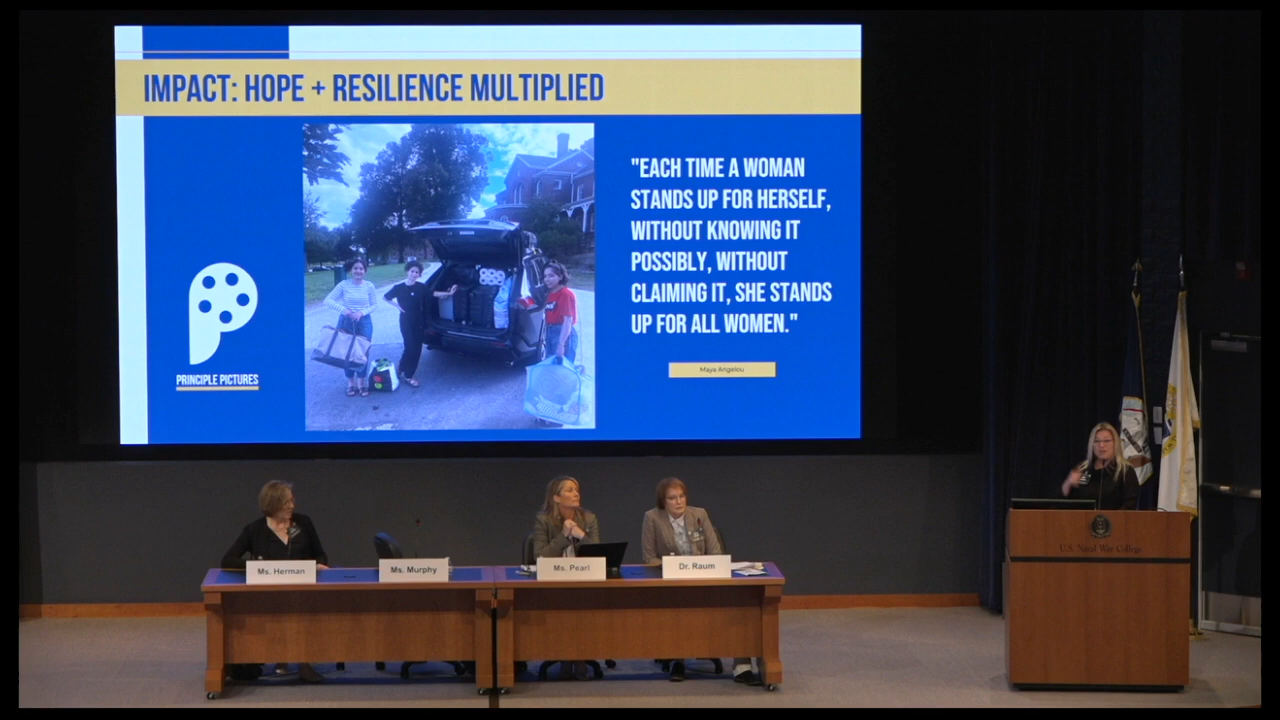 IMPACT: HOPE + RESILIENCE MULTIPLIED
"EACH TIME A WOMAN
STANDS UP FOR HERSELF,
WITHOUT KNOWING IT
POSSIBLY, WITHOUT
CLAIMING IT, SHE STANDS
UP FOR ALL WOMEN."
Maya Angelou
PRINCIPLE PICTURES
Ms. Herman
Ms. Murphy
Ms. Pearl
Dr. Raum
U.S. Naval War College